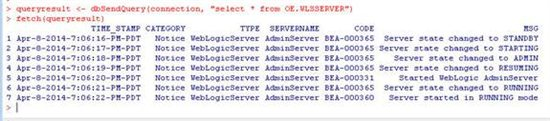 > queryresult <- dbSendQuery(connection, "select * from OE.WLSSERVER")
> fetch(queryresult)
TIME_STAMP CATEGORY TYPE SERVERNAME CODE MSG
1 Apr-8-2014-7:06:16-PM-PDT Notice WebLogicServer AdminServer BEA-000365 Server state changed to STANDBY
2 Apr-8-2014-7:06:17-PM-PDT Notice WebLogicServer AdminServer BEA-000365 Server state changed to STARTING
3 Apr-8-2014-7:06:18-PM-PDT Notice WebLogicServer AdminServer BEA-000365 Server state changed to ADMIN
4 Apr-8-2014-7:06:19-PM-PDT Notice WebLogicServer AdminServer BEA-000365 Server state changed to RESUMING
5 Apr-8-2014-7:06:20-PM-PDT Notice WebLogicServer AdminServer BEA-000331 Started WebLogic AdminServer
6 Apr-8-2014-7:06:21-PM-PDT Notice WebLogicServer AdminServer BEA-000365 Server state changed to RUNNING
7 Apr-8-2014-7:06:22-PM-PDT Notice WebLogicServer AdminServer BEA-000360 Server started in RUNNING mode
>